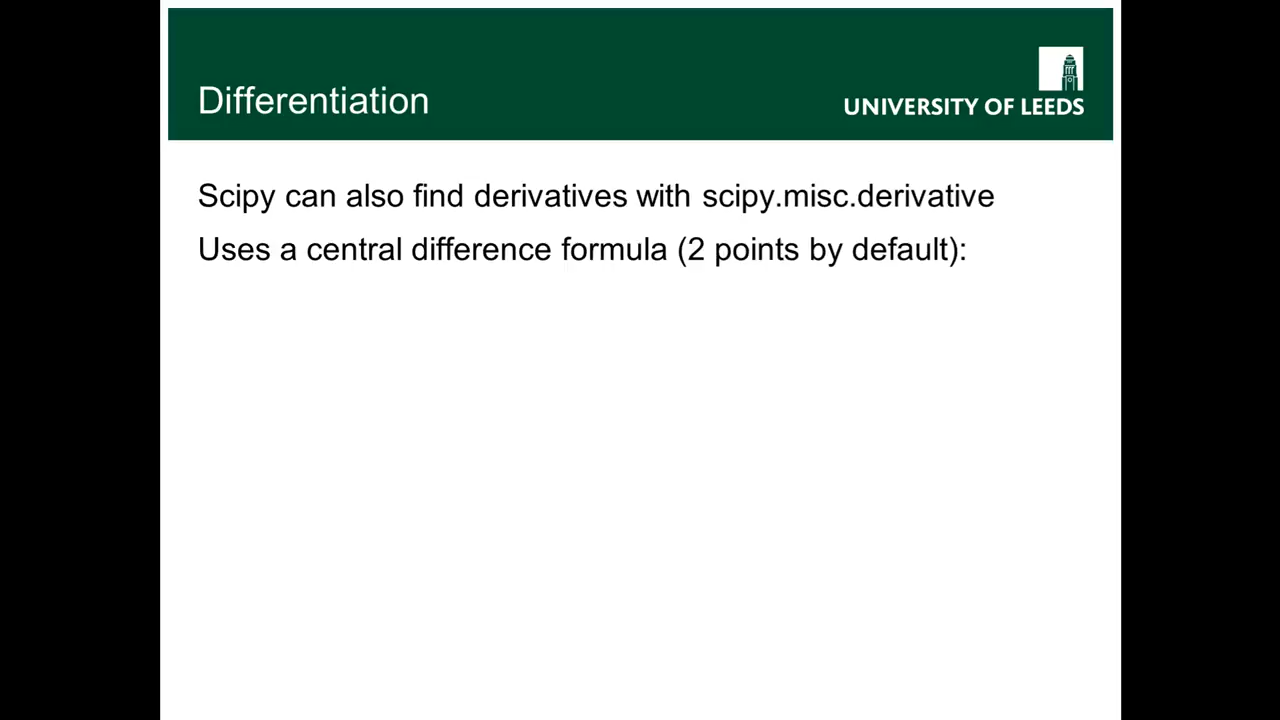 Differentiation
UNIVERSITY OF LEEDS
Scipy can also find derivatives with scipy.misc.derivative
Uses a central difference formula (2 points by default):